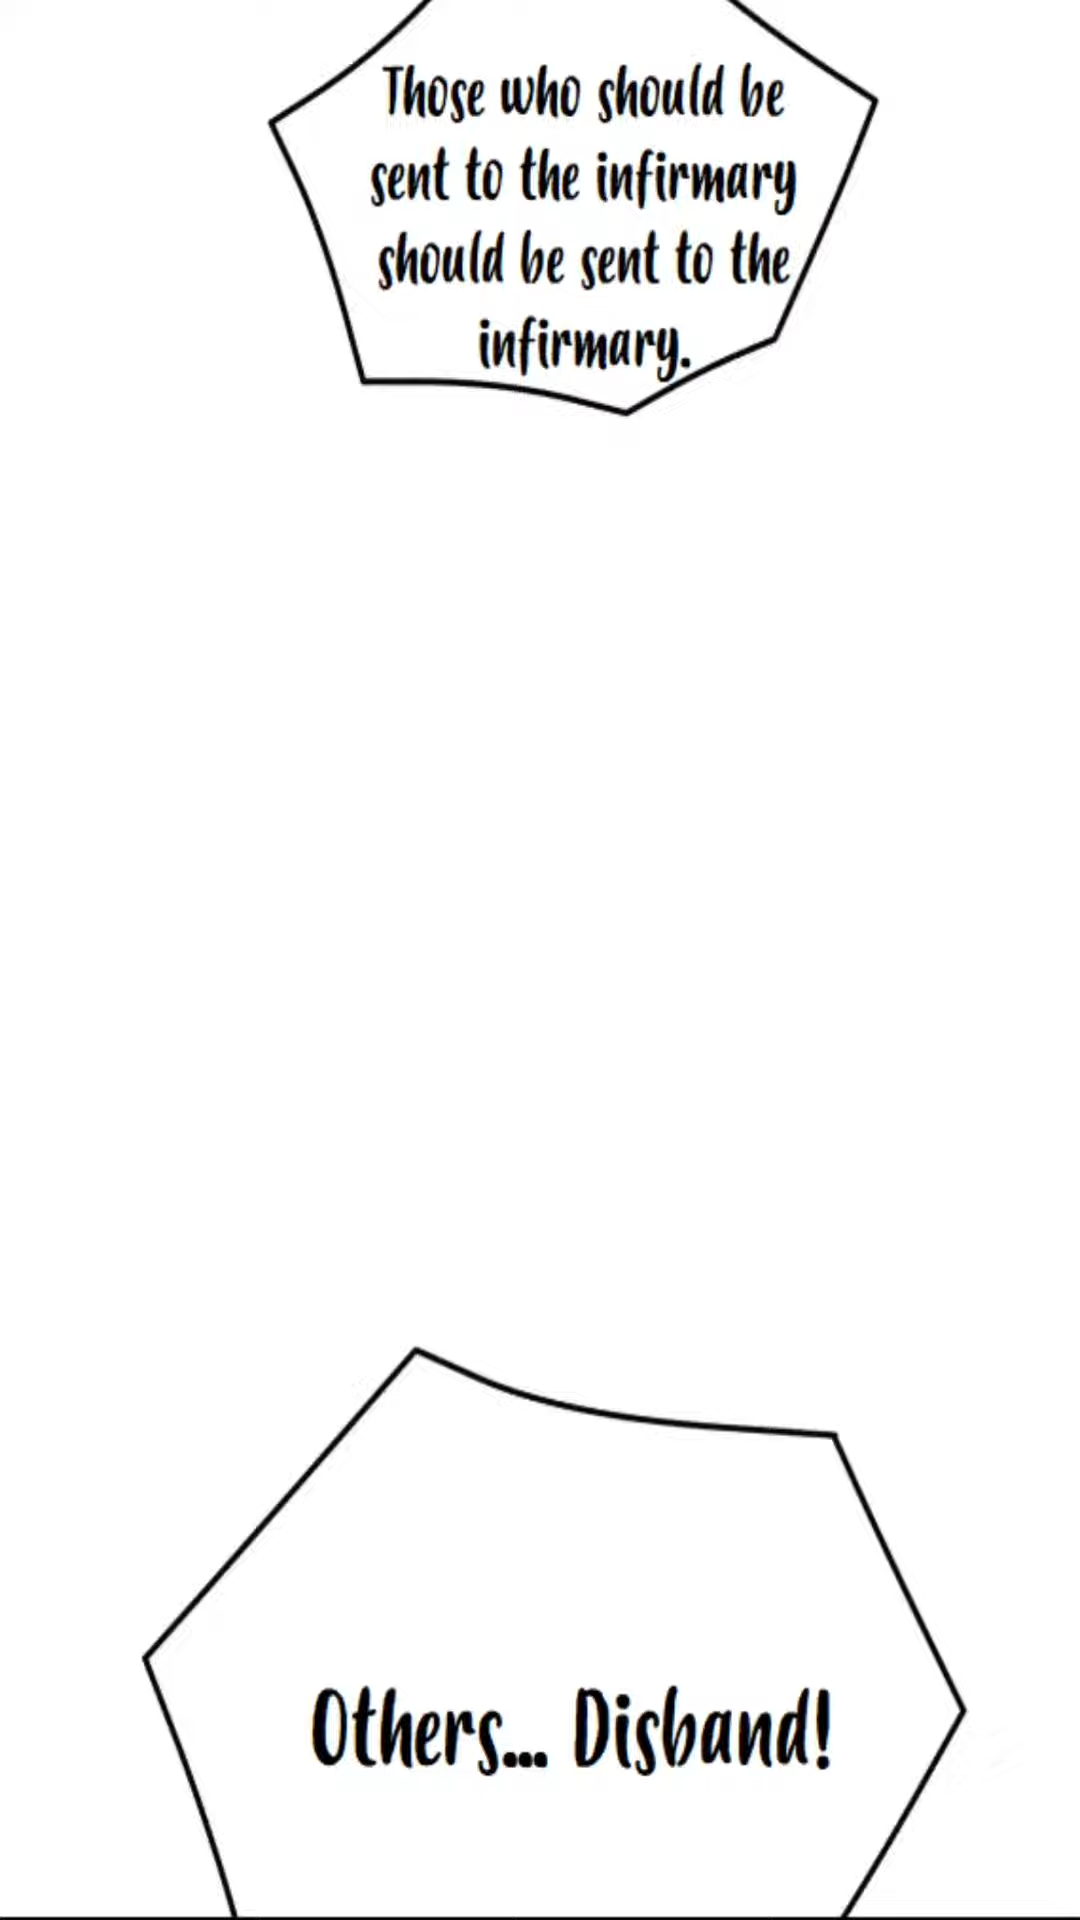 Those who should be
sent to the infirmary
should be sent to the
infirmary.
Others... Disband!